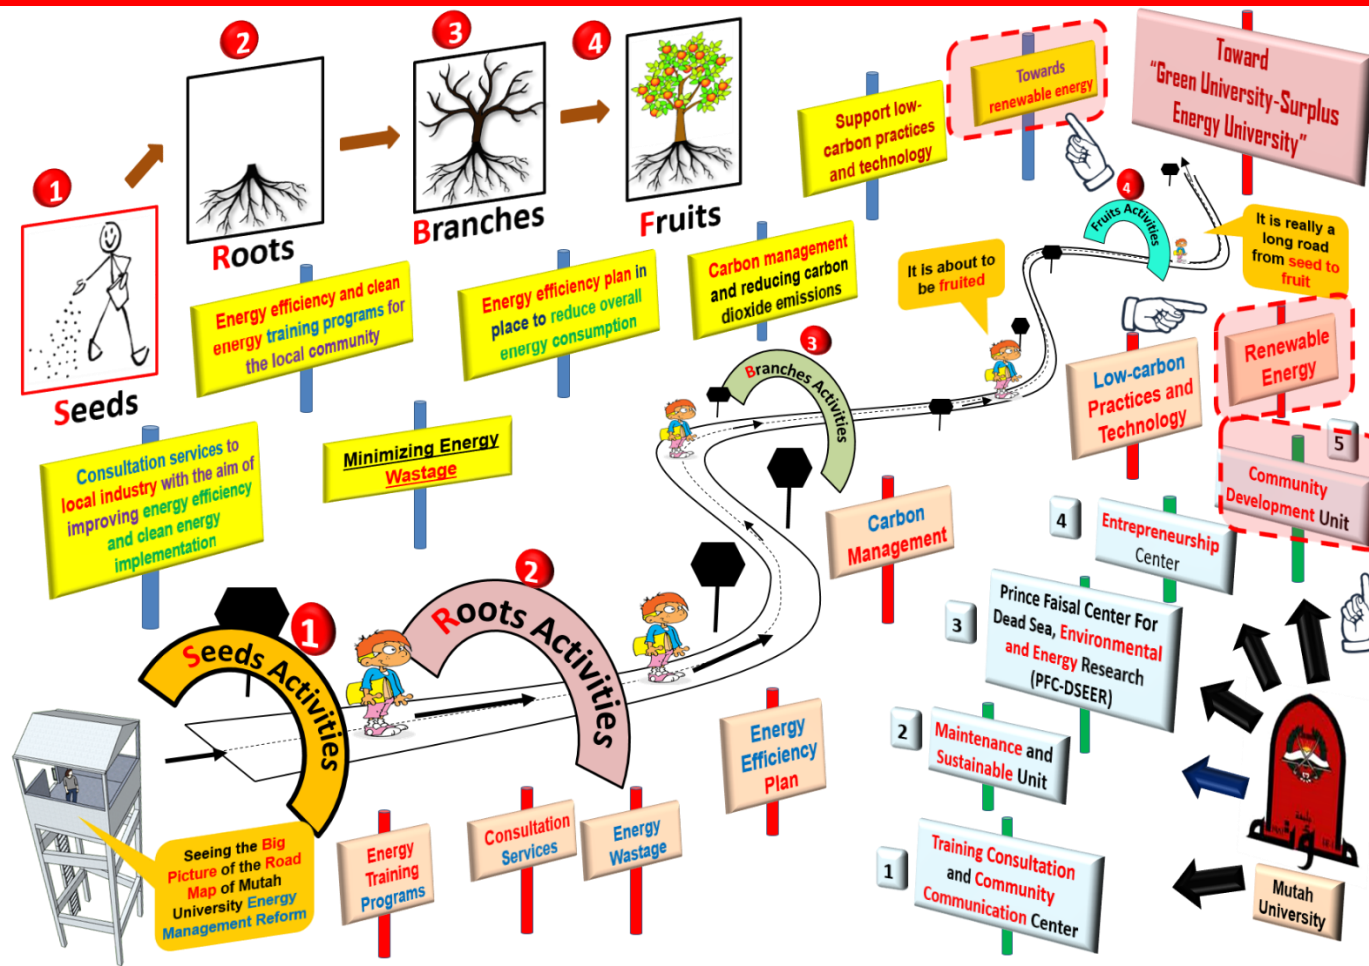 1
2
3
4
Seeds
Roots
Branches
Fruits
Consultation services to
local industry with the aim of
improving energy efficiency
and clean energy
implementation
Energy efficiency and clean
energy training programs for
the local community
Minimizing Energy
Wastage
Energy efficiency plan in
place to reduce overall
energy consumption
Carbon management
and reducing carbon
dioxide emissions
Support low-
carbon practices
and technology
Towards
renewable energy
Toward
"Green University-Surplus
Energy University"
1
Seeds Activities
2
Roots Activities
3
Branches Activities
4
Fruits Activities
It is about to
be fruited
It is really a
long road
from seed to
fruit
Seeing the Big
Picture of the Road
Map of Mutah
University Energy
Management Reform
Energy
Training
Programs
Consultation
Services
Energy
Wastage
Energy
Efficiency
Plan
Carbon
Management
Low-carbon
Practices and
Technology
Renewable
Energy
5
Community
Development Unit
4
Entrepreneurship
Center
3
Prince Faisal Center For
Dead Sea, Environmental
and Energy Research
(PFC-DSEER)
2
Maintenance and
Sustainable Unit
1
Training Consultation
and Community
Communication Center
Mutah
University